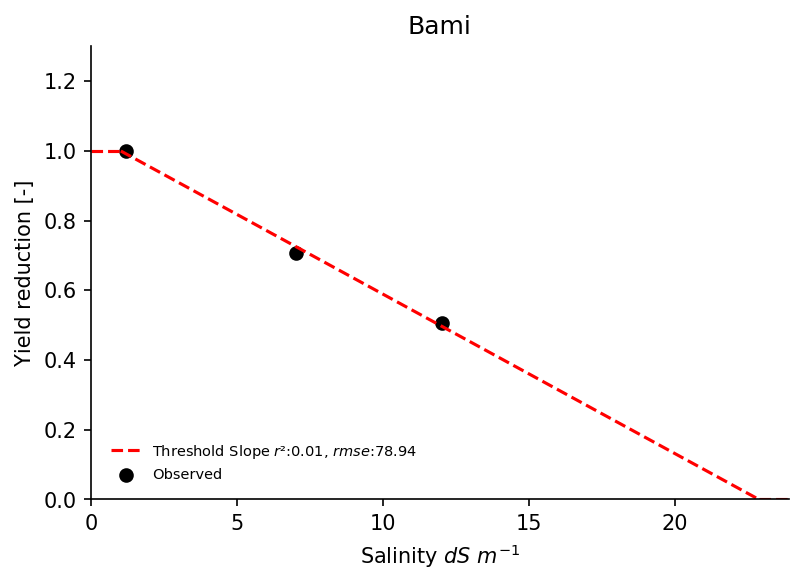 Bami
Yield reduction [-]
1.2
1.0
0.8
0.6
0.4
0.2
0.0
Threshold Slope r²:0.01, rmse:78.94
Observed
0 5 10 15 20
Salinity dS m⁻¹